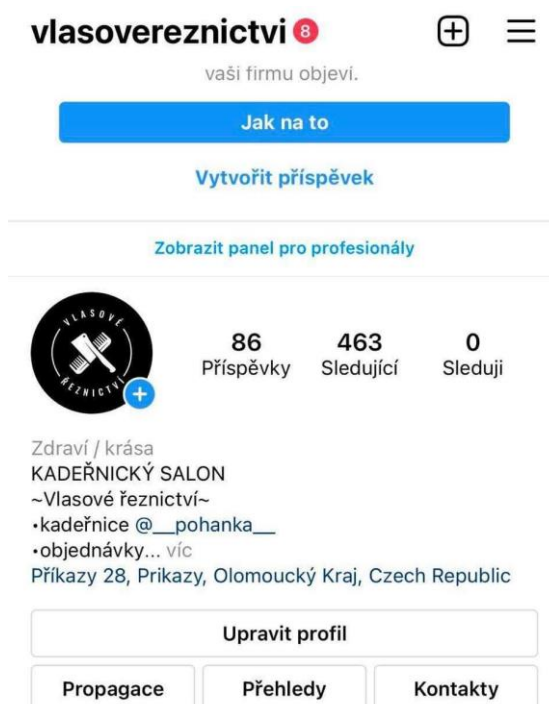 vlasovereznictvi 8
vaši firmu objeví.
Jak na to
Vytvořit příspěvek
Zobrazit panel pro profesionály
VLASOVÉ
ŘEZNICTVÍ
86 463 0
Příspěvky Sledující Sleduji
Zdraví / krása
KADEŘNICKÝ SALON
~Vlasové řeznictví~
•kadeřnice @__pohanka__
•objednávky... víc
Příkazy 28, Prikazy, Olomoucký Kraj, Czech Republic
Upravit profil
Propagace Přehledy Kontakty